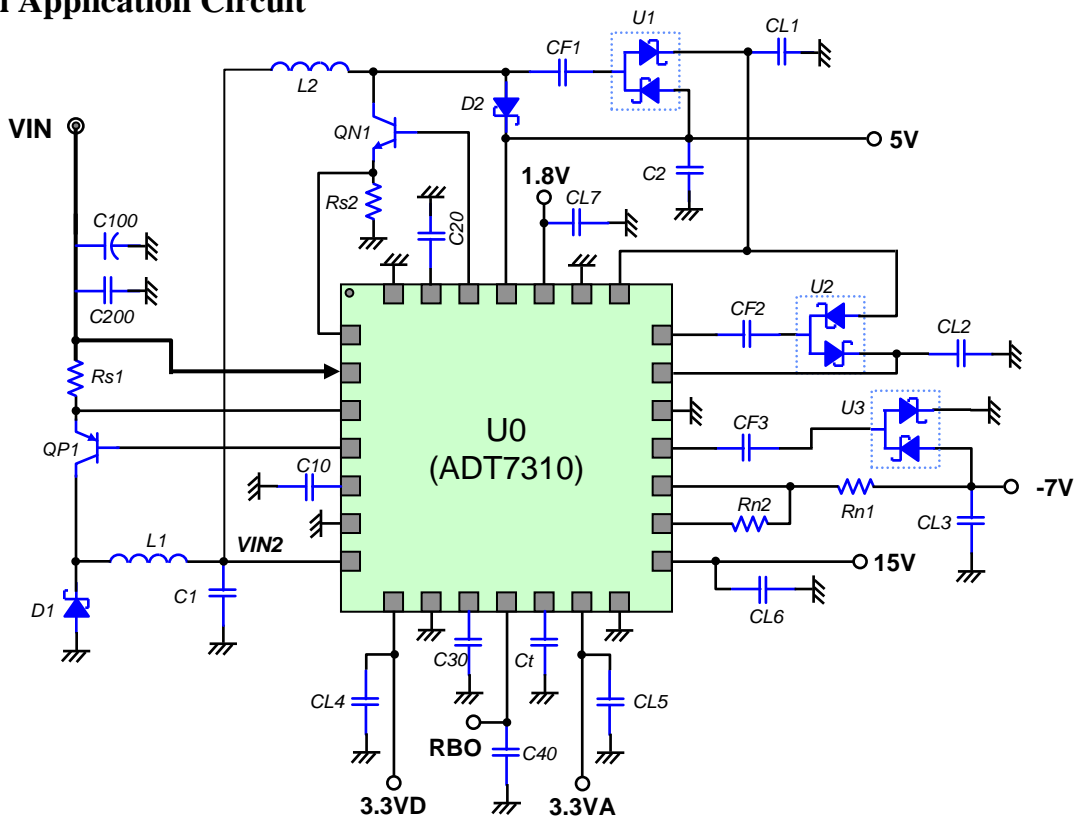 Application Circuit
U1
CL1
CF1
L2
D2
VIN
QN1
5V
C2
1.8V
Rs2
C20
CL7
C100
U2
C200
CF2
CL2
Rs1
U3
U0
CF3
QP1
(ADT7310)
C10
-7V
Rn2
Rn1
CL3
L1
VIN2
15V
C1
D1
CL6
C30
Ct
CL4
CL5
RBO
C40
3.3VD
3.3VA